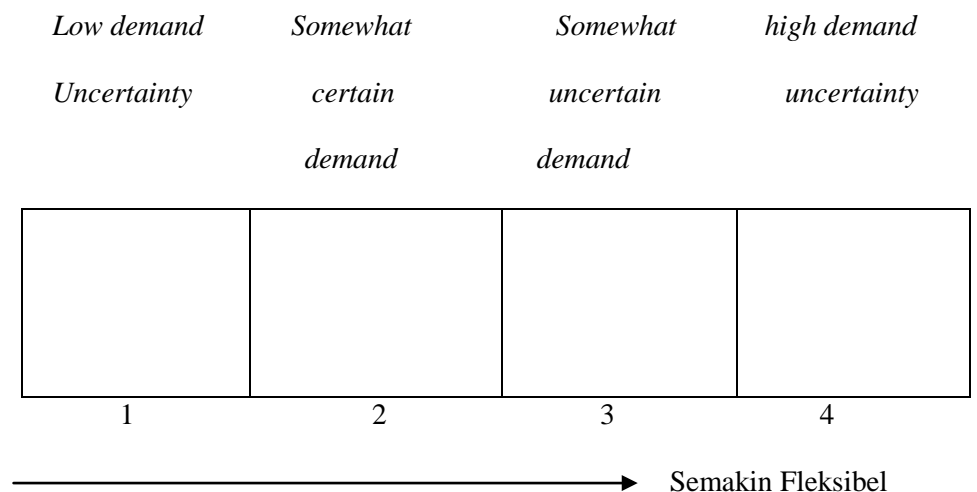 Low demand Somewhat Somewhat high demand
Uncertainty certain uncertain uncertainty
demand demand
1 2 3 4
Semakin Fleksibel